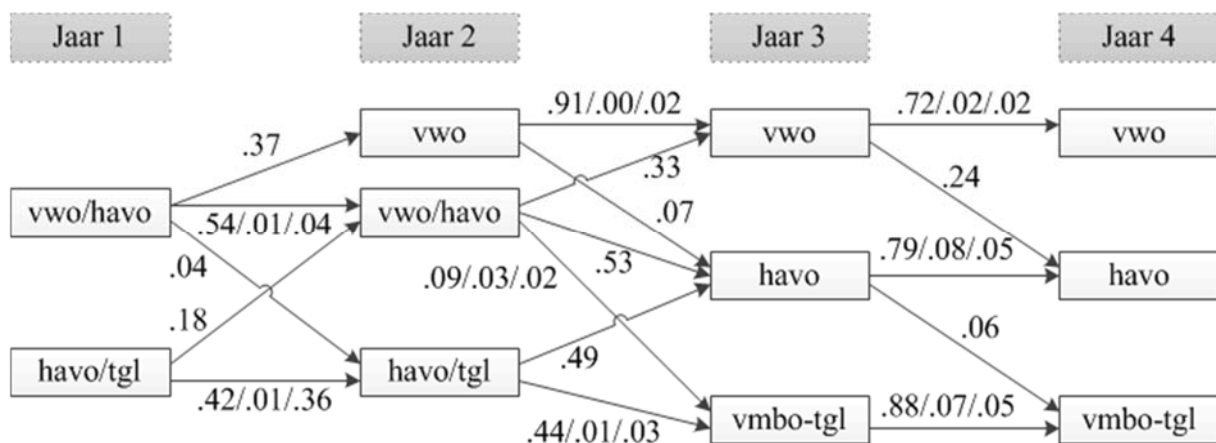 Jaar 1 Jaar 2 Jaar 3 Jaar 4
.91/.00/.02 .72/.02/.02
vwo vwo vwo
.37 .33 .24
vwo/havo vwo/havo .07
.54/.01/.04 .53 .79/.08/.05
.04 .09/.03/.02 havo havo
.18 .06
havo/tgl havo/tgl .49
.42/.01/.36 vmbo-tgl .88/.07/.05 vmbo-tgl
.44/.01/.03